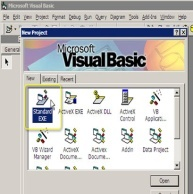 Microsoft Visual Basic
File Edit View Project Format Debug Run Query Diagram Tools Add-Ins Window Help
General
New Project
Microsoft
Visual Basic
New Existing Recent
Standard EXE
ActiveX EXE
ActiveX DLL
ActiveX Control
VB Applicati...
VB Wizard Manager
ActiveX Docume...
ActiveX Docume...
Addin
Data Project
Open